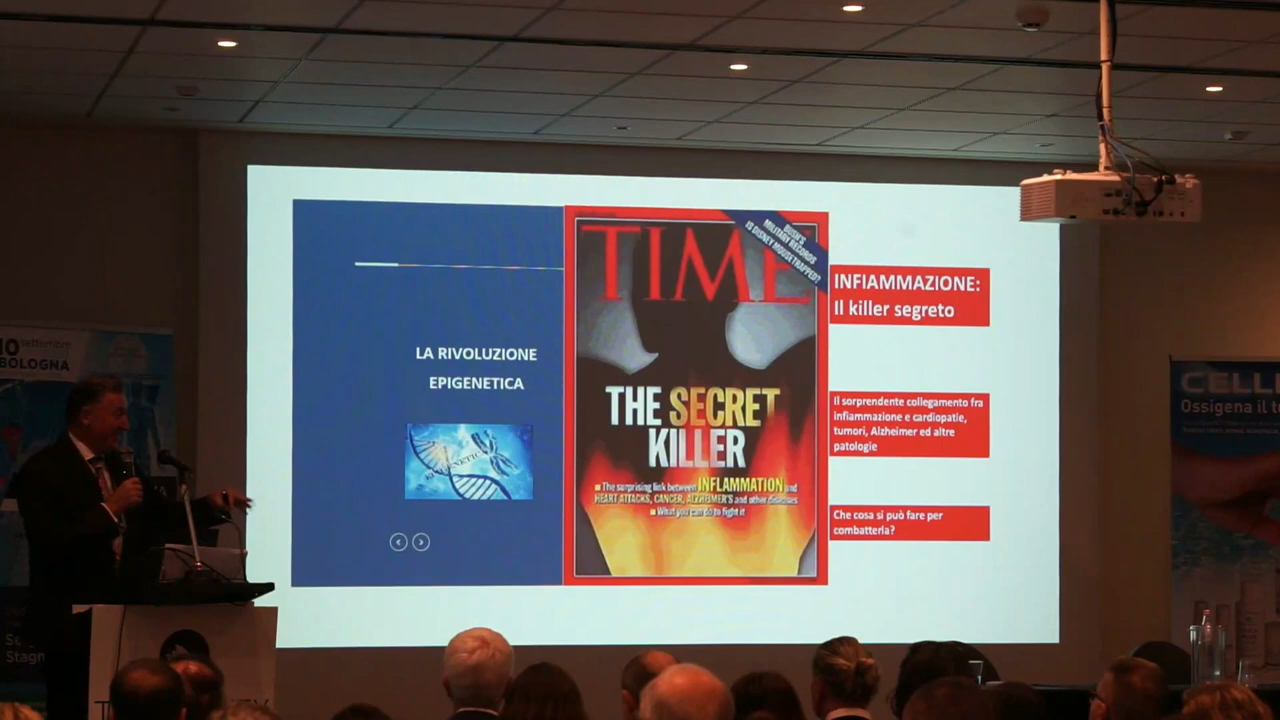 LA RIVOLUZIONE
EPIGENETICA
TIME
BUSH'S
MILITARY RECORDS
IS DISNEY MOUSETRAPPED?
THE SECRET
KILLER
The surprising link between INFLAMMATION and
HEART ATTACKS, CANCER, ALZHEIMER'S and other diseases
What you can do to fight it
INFIAMMAZIONE:
Il killer segreto
Il sorprendente collegamento fra
infiammazione e cardiopatie,
tumori, Alzheimer ed altre
patologie
Che cosa si può fare per
combatterla?
10 settembre
BOLOGNA
Stagn
CELL
Ossigena il t